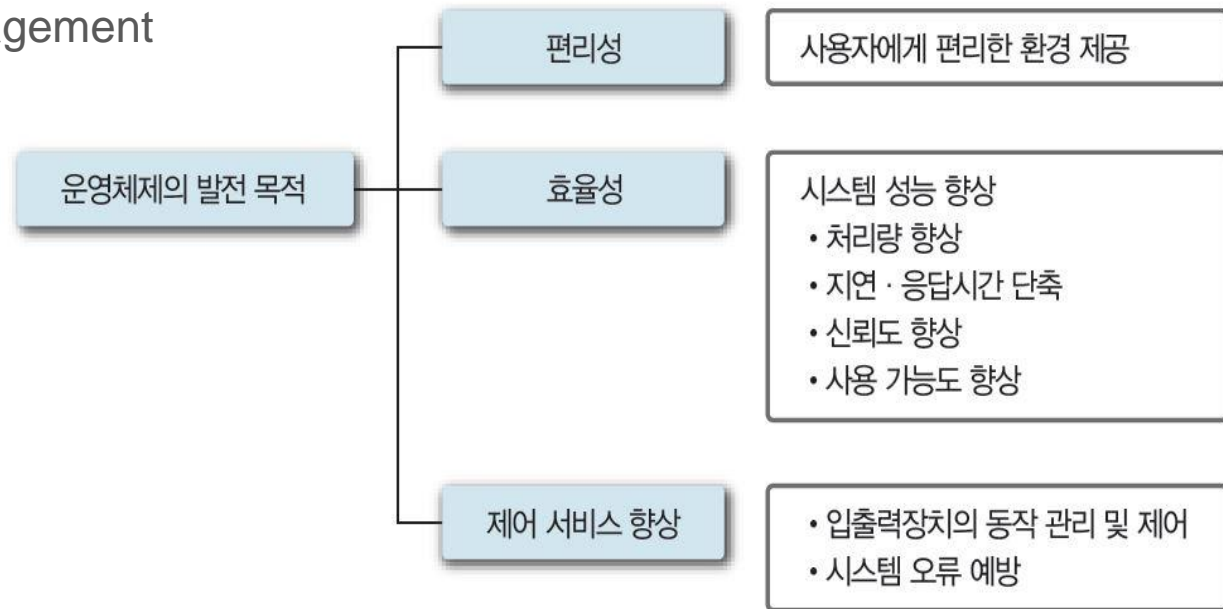 agement
편리성
사용자에게 편리한 환경 제공
운영체제의 발전 목적
효율성
시스템 성능 향상
• 처리량 향상
• 지연 · 응답시간 단축
• 신뢰도 향상
• 사용 가능도 향상
제어 서비스 향상
• 입출력장치의 동작 관리 및 제어
• 시스템 오류 예방